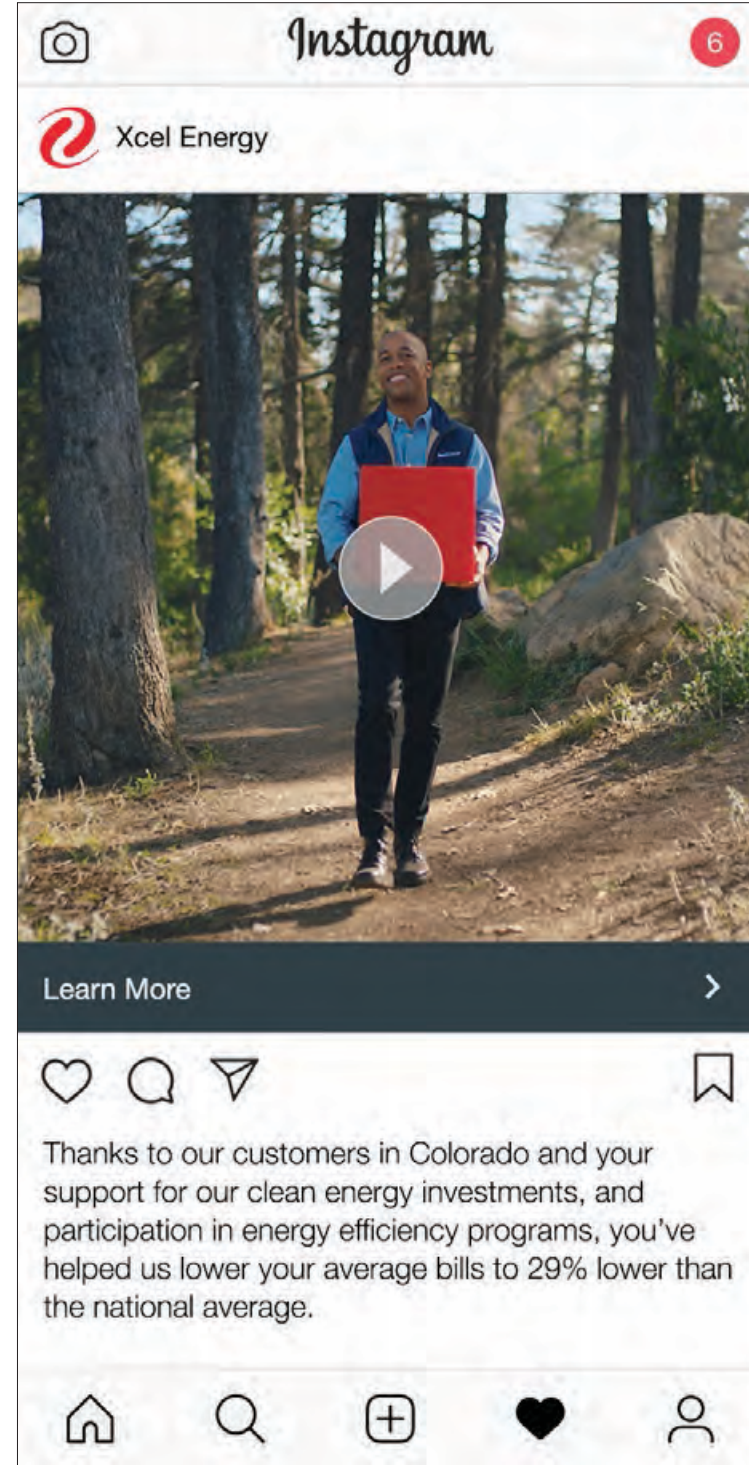 Instagram
6
Xcel Energy
Learn More
Thanks to our customers in Colorado and your
support for our clean energy investments, and
participation in energy efficiency programs, you've
helped us lower your average bills to 29% lower than
the national average.